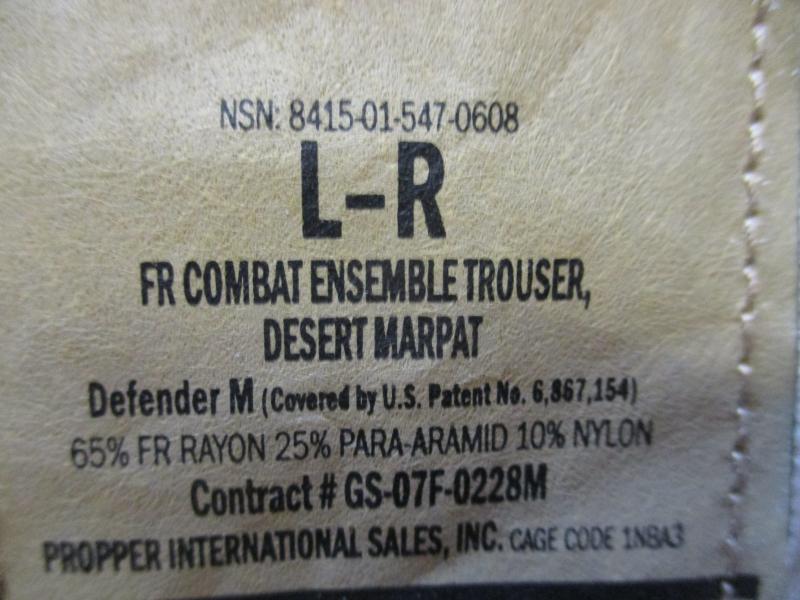 NSN: 8415-01-547-0608
L-R
FR COMBAT ENSEMBLE TROUSER,
DESERT MARPAT
Defender M (Covered by U.S. Patent No. 6,867,154)
65% FR RAYON 25% PARA-ARAMID 10% NYLON
Contract # GS-07F-0228M
PROPPER INTERNATIONAL SALES, INC. CAGE CODE 1NBA3